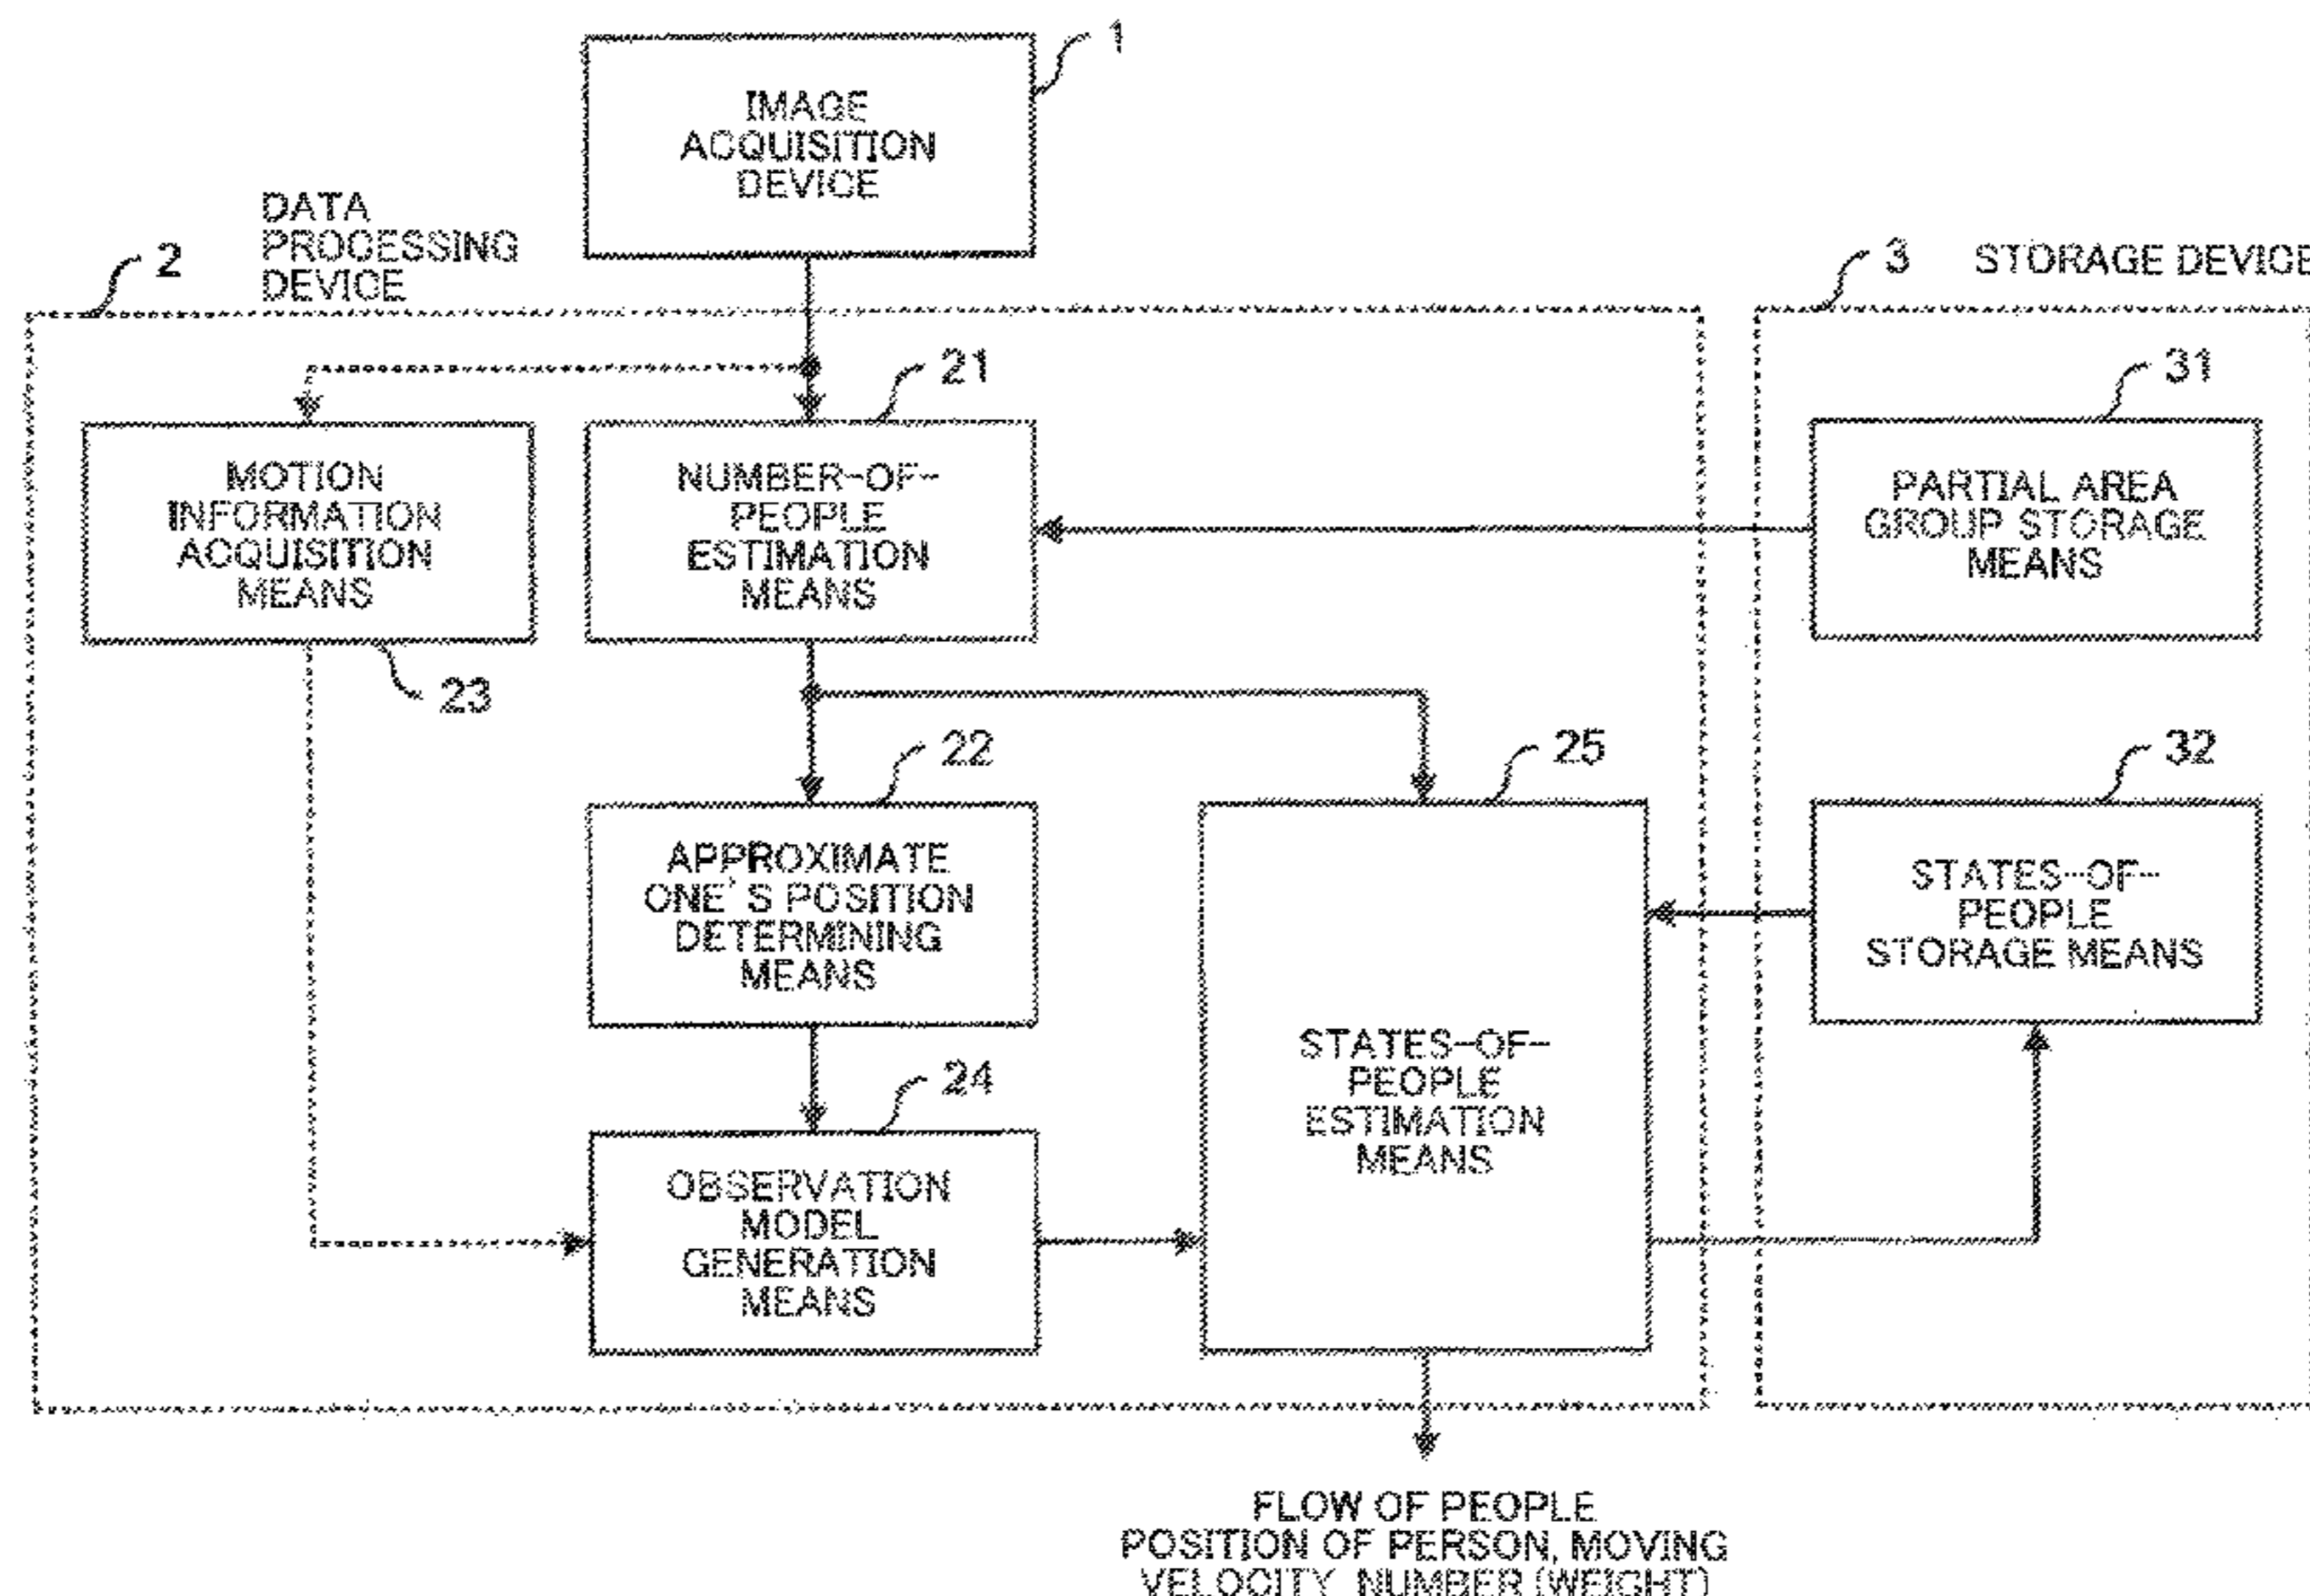 1
IMAGE
ACQUISITION
DEVICE
DATA
PROCESSING
DEVICE
2
3
STORAGE DEVICE
21
31
MOTION
INFORMATION
ACQUISITION
MEANS
NUMBER-OF-
PEOPLE
ESTIMATION
MEANS
PARTIAL AREA
GROUP STORAGE
MEANS
23
22
25
32
APPROXIMATE
ONE'S POSITION
DETERMINING
MEANS
STATES-OF-
PEOPLE
STORAGE MEANS
STATES-OF-
PEOPLE
ESTIMATION
MEANS
24
OBSERVATION
MODEL
GENERATION
MEANS
FLOW OF PEOPLE
POSITION OF PERSON, MOVING
VELOCITY NUMBER (WEIGHT)